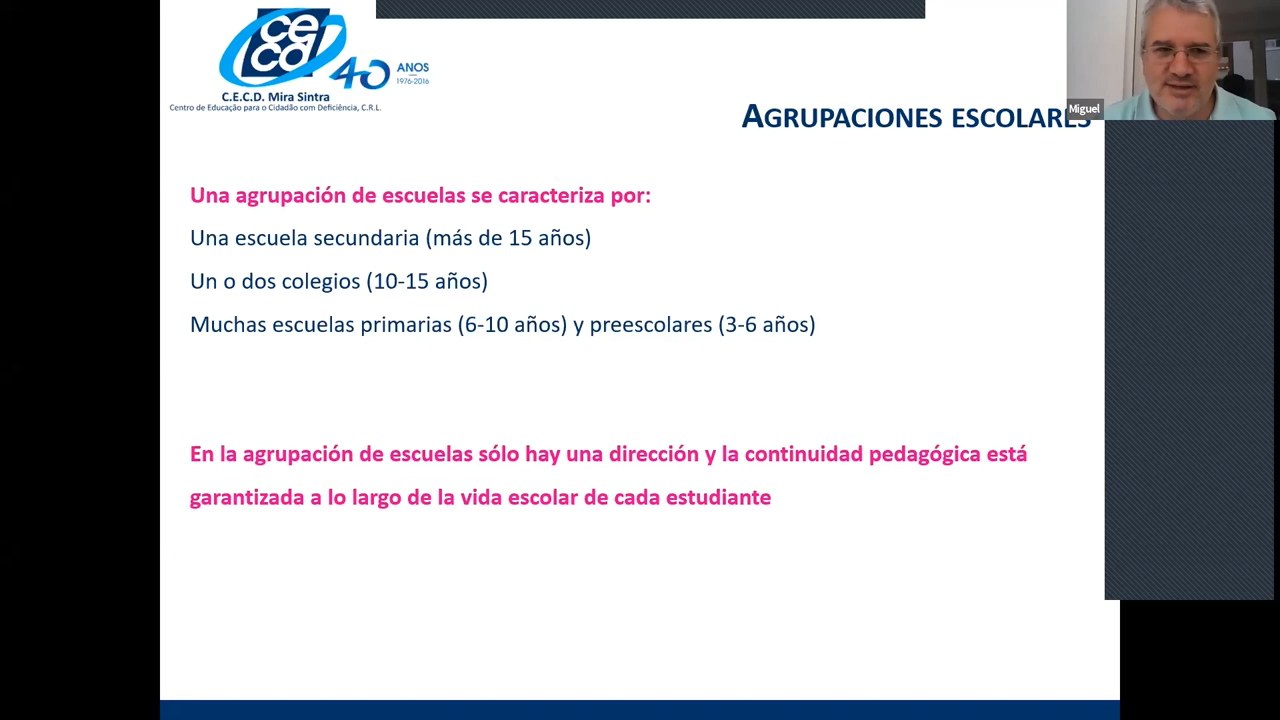 cecd
40 ANOS
1976-2016
C.E.C.D. Mira Sintra
Centro de Educação para o Cidadão com Deficiência, C.R.L.
Miguel
AGRUPACIONES ESCOLARES
Una agrupación de escuelas se caracteriza por:
Una escuela secundaria (más de 15 años)
Un o dos colegios (10-15 años)
Muchas escuelas primarias (6-10 años) y preescolares (3-6 años)
En la agrupación de escuelas sólo hay una dirección y la continuidad pedagógica está
garantizada a lo largo de la vida escolar de cada estudiante